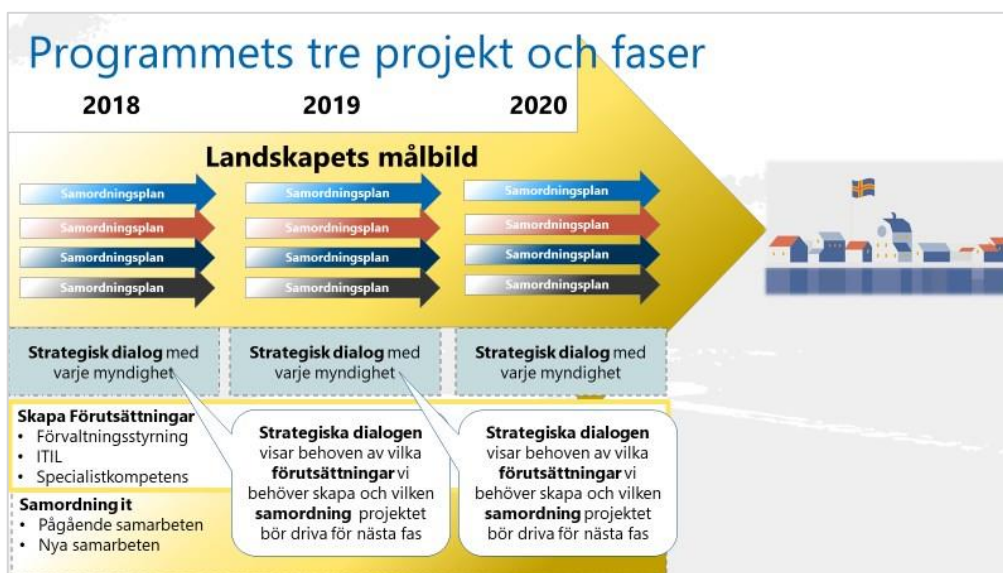 Programmets tre projekt och faser
2018 2019 2020
Landskapets målbild
Samordningsplan Samordningsplan Samordningsplan
Samordningsplan Samordningsplan Samordningsplan
Samordningsplan Samordningsplan Samordningsplan
Samordningsplan Samordningsplan Samordningsplan
Strategisk dialog med
varje myndighet
Strategisk dialog med
varje myndighet
Strategisk dialog med
varje myndighet
Skapa Förutsättningar
• Förvaltningsstyrning
• ITIL
• Specialistkompetens
Samordning it
• Pågående samarbeten
• Nya samarbeten
Strategiska dialogen
visar behoven av vilka
förutsättningar vi
behöver skapa och vilken
samordning projektet
bör driva för nästa fas
Strategiska dialogen
visar behoven av vilka
förutsättningar vi
behöver skapa och vilken
samordning projektet
bör driva för nästa fas